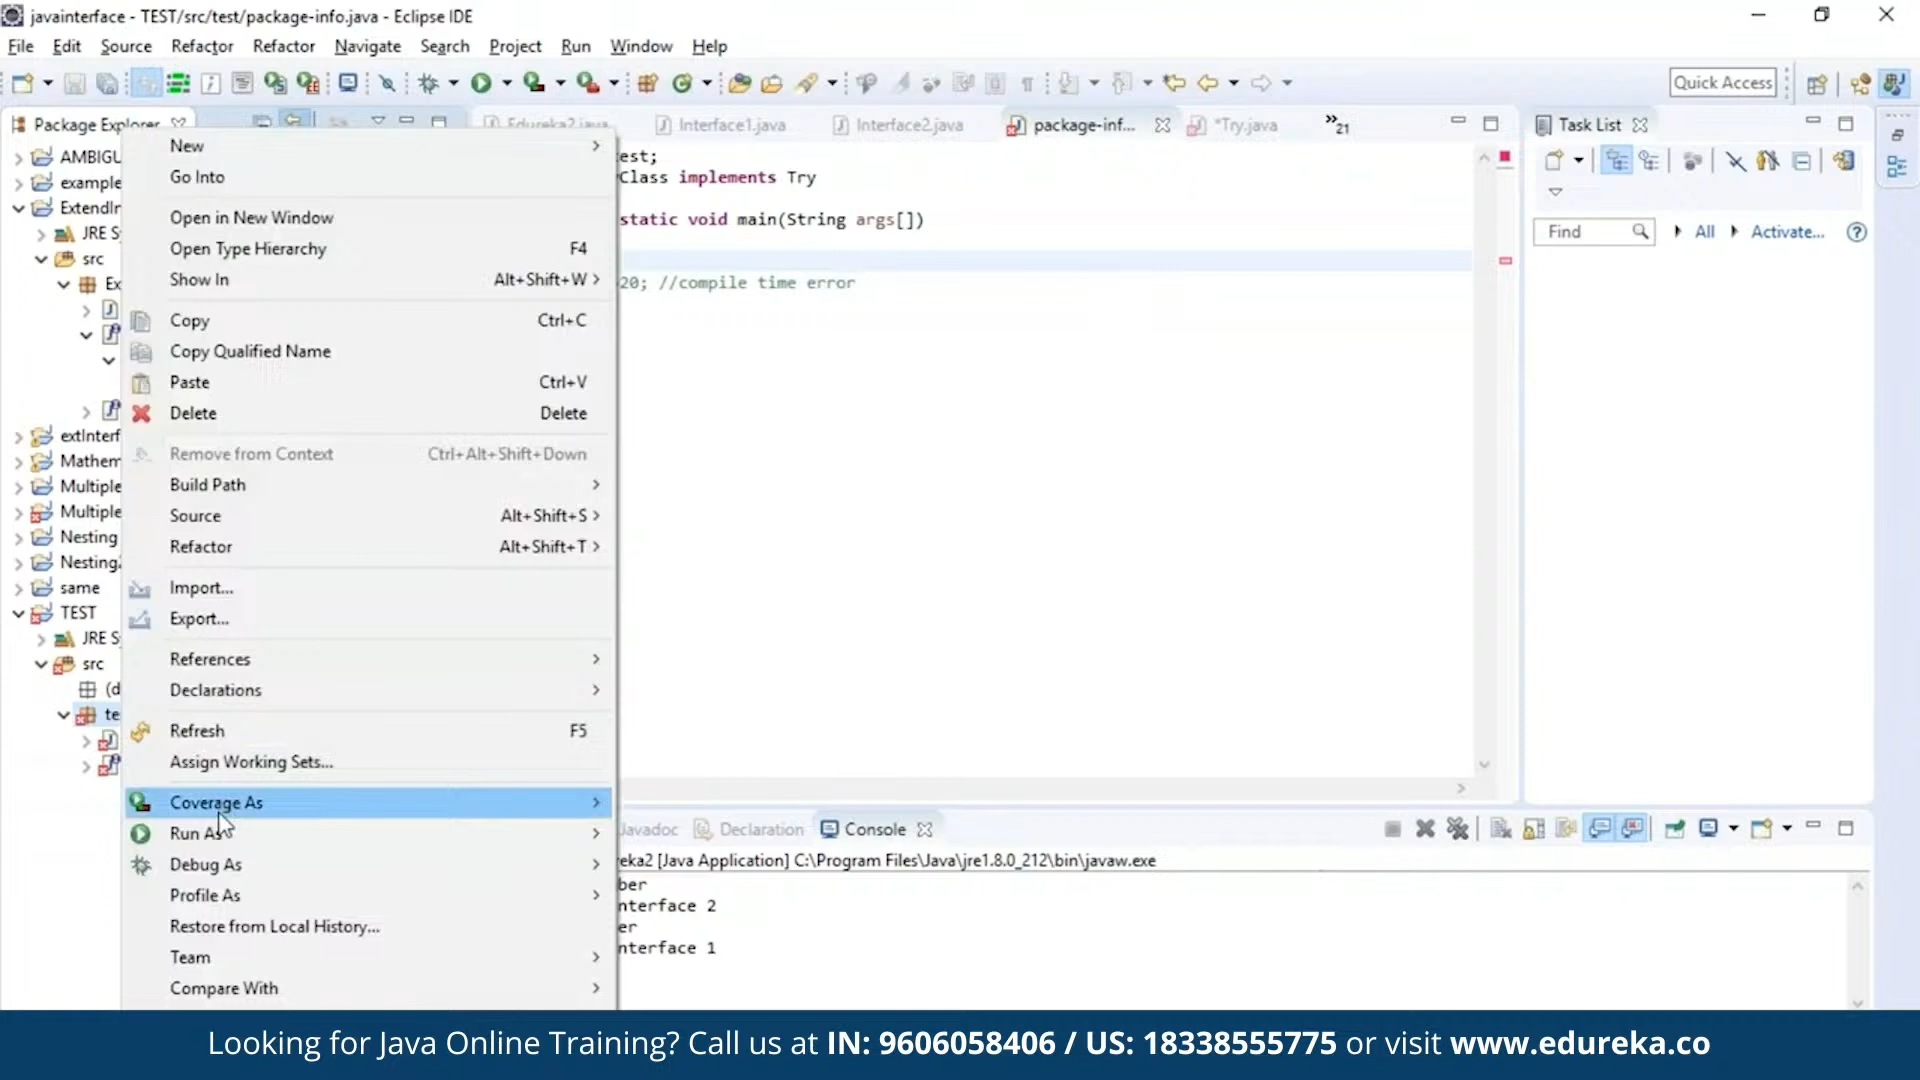 javainterface - TEST/src/test/package-info.java - Eclipse IDE
File Edit Source Refactor Refactor Navigate Search Project Run Window Help
Quick Access
Package Explorer
Edureka2.java
Interface1.java
Interface2.java
package-inf...
*Try.java
21
Task List
AMBIGU
example
ExtendIn
JRE S
src
Ex
extInterf
Mathem
Multiple
Multiple
Nesting
Nesting
same
TEST
JRE S
src
(d
te
New
Go Into
Open in New Window
Open Type Hierarchy F4
Show In Alt+Shift+W
Copy Ctrl+C
Copy Qualified Name
Paste Ctrl+V
Delete Delete
Remove from Context Ctrl+Alt+Shift+Down
Build Path
Source Alt+Shift+S
Refactor Alt+Shift+T
Import...
Export...
References
Declarations
Refresh F5
Assign Working Sets...
Coverage As
Run As
Debug As
Profile As
Restore from Local History...
Team
Compare With
est;
Class implements Try
static void main(String args[])
20; //compile time error
Find All Activate...
Javadoc Declaration Console
eka2 [Java Application] C:\Program Files\Java\jre1.8.0_212\bin\javaw.exe
ber
nterface 2
er
nterface 1
Looking for Java Online Training? Call us at IN: 9606058406 / US: 18338555775 or visit www.edureka.co